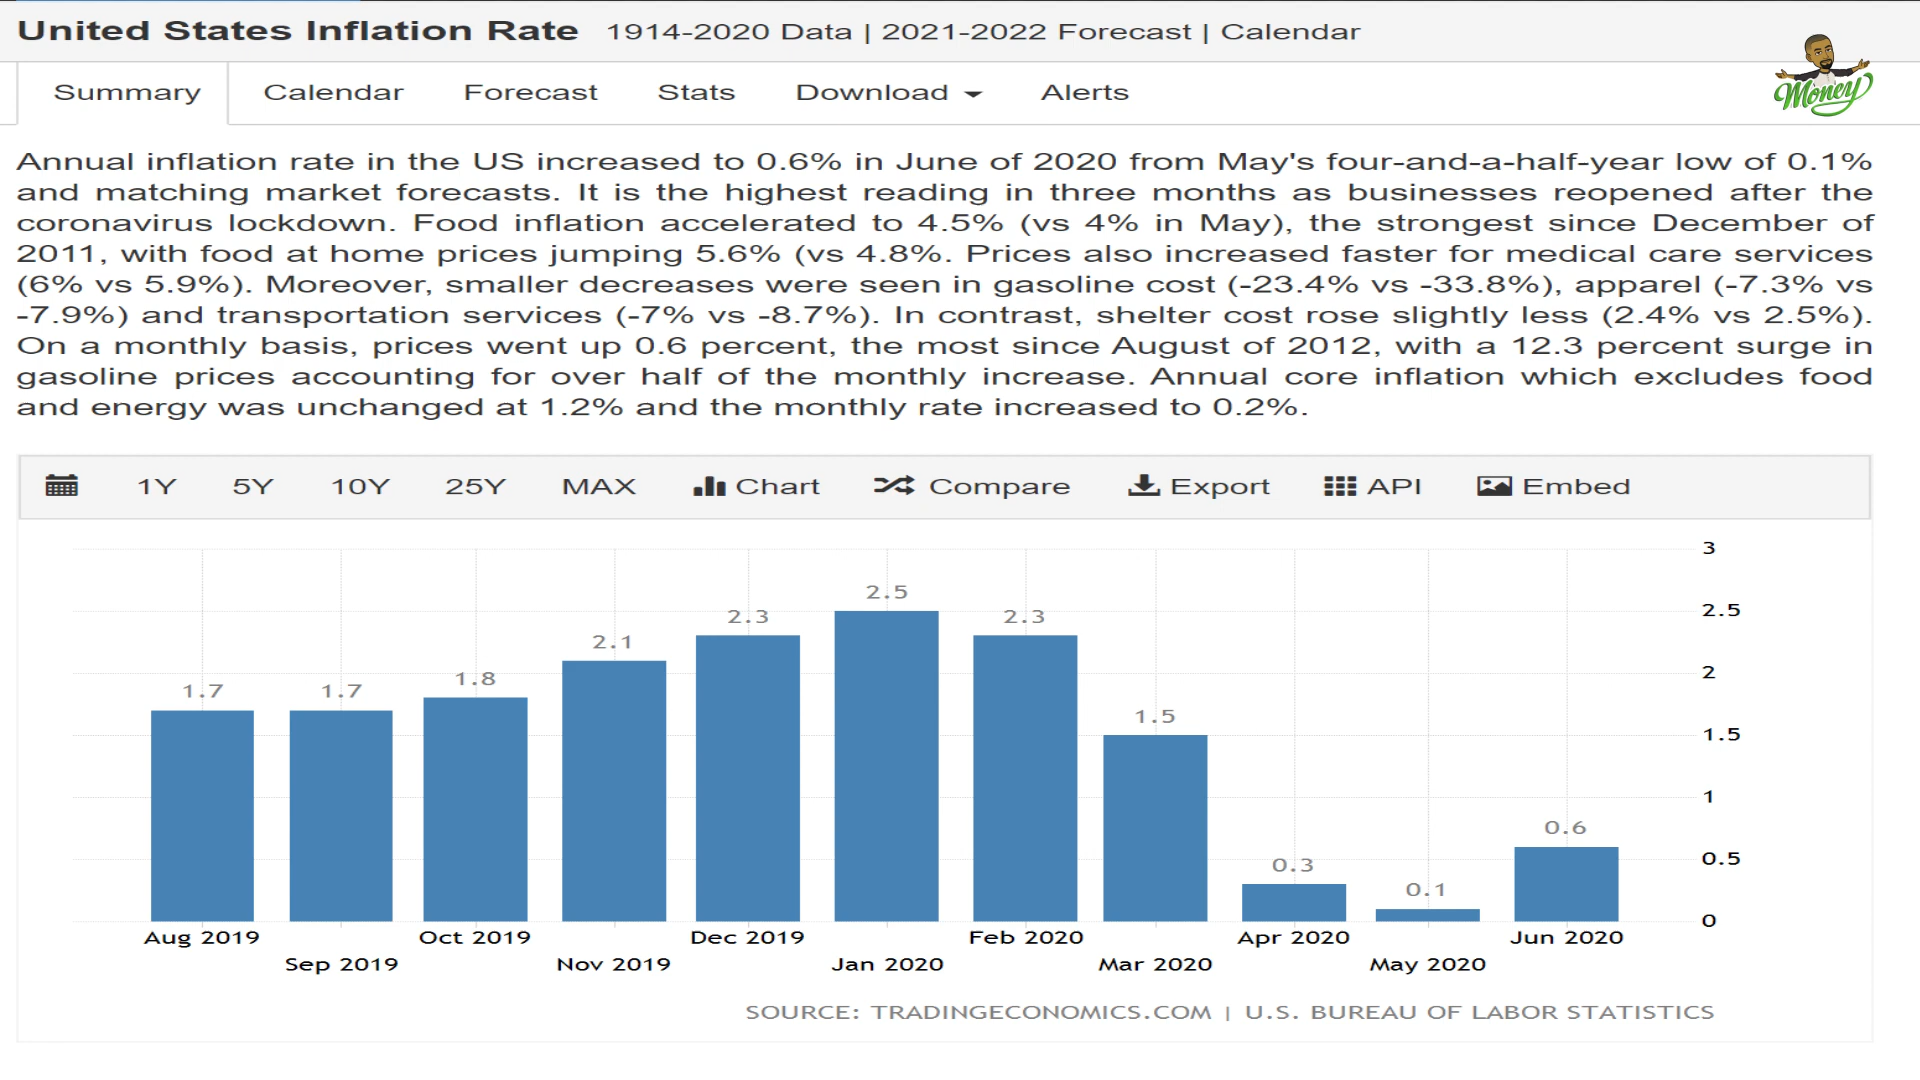 United States Inflation Rate 1914-2020 Data | 2021-2022 Forecast | Calendar
Summary Calendar Forecast Stats Download Alerts
Money
Annual inflation rate in the US increased to 0.6% in June of 2020 from May's four-and-a-half-year low of 0.1%
and matching market forecasts. It is the highest reading in three months as businesses reopened after the
coronavirus lockdown. Food inflation accelerated to 4.5% (vs 4% in May), the strongest since December of
2011, with food at home prices jumping 5.6% (vs 4.8%. Prices also increased faster for medical care services
(6% vs 5.9%). Moreover, smaller decreases were seen in gasoline cost (-23.4% vs -33.8%), apparel (-7.3% vs
-7.9%) and transportation services (-7% vs -8.7%). In contrast, shelter cost rose slightly less (2.4% vs 2.5%).
On a monthly basis, prices went up 0.6 percent, the most since August of 2012, with a 12.3 percent surge in
gasoline prices accounting for over half of the monthly increase. Annual core inflation which excludes food
and energy was unchanged at 1.2% and the monthly rate increased to 0.2%.
1Y 5Y 10Y 25Y MAX Chart Compare Export API Embed
3
2.5
2
1.5
1
0.5
0
1.7 1.7 1.8 2.1 2.3 2.5 2.3 1.5 0.3 0.1 0.6
Aug 2019 Oct 2019 Dec 2019 Feb 2020 Apr 2020 Jun 2020
Sep 2019 Nov 2019 Jan 2020 Mar 2020 May 2020
SOURCE: TRADINGECONOMICS.COM | U.S. BUREAU OF LABOR STATISTICS